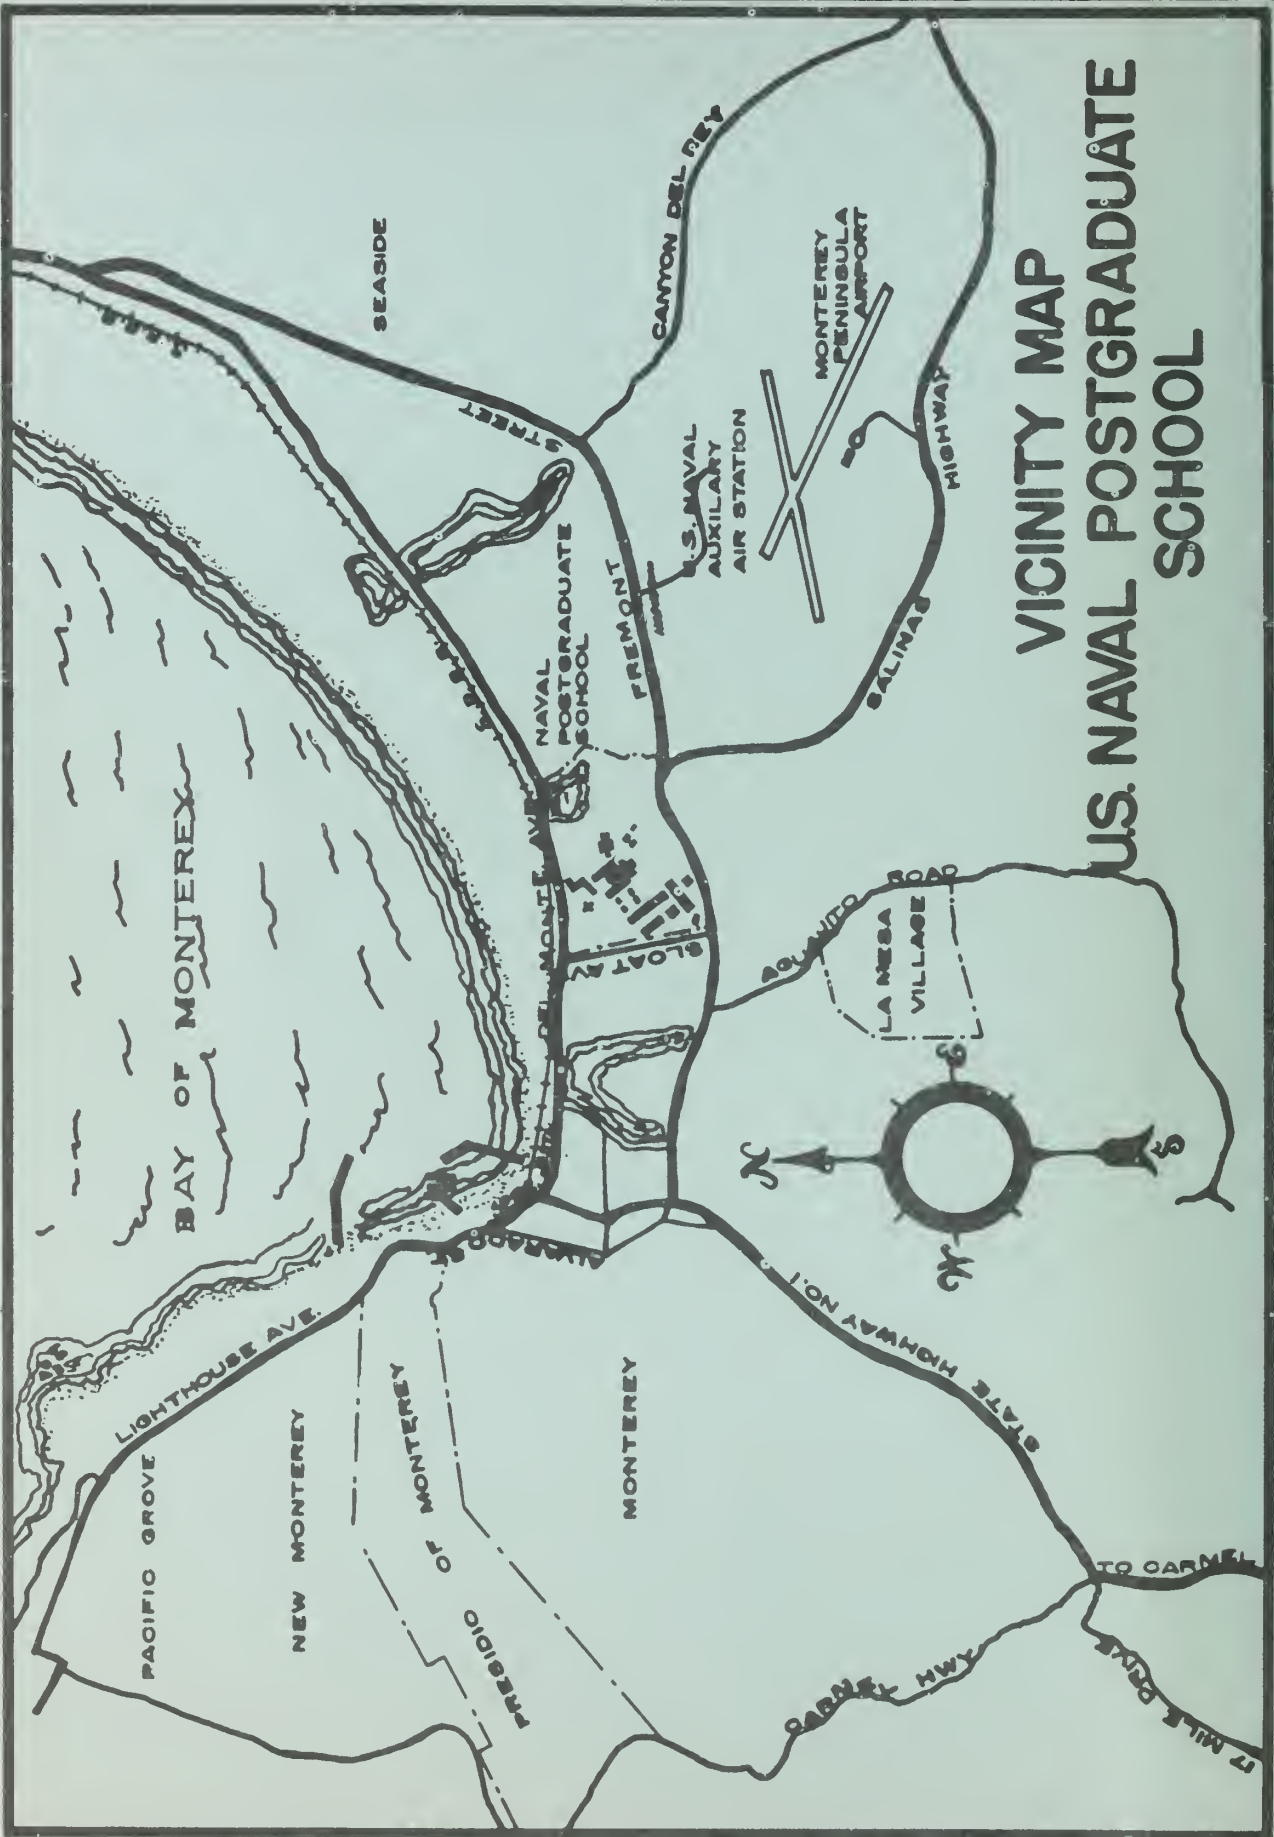 VICINITY MAP
U.S. NAVAL POSTGRADUATE
SCHOOL
BAY OF MONTEREY
PACIFIC GROVE
LIGHTHOUSE AVE.
NEW MONTEREY
PRESIDIO OF MONTEREY
MONTEREY
ALVARADO ST.
DEL MONTE AVE
SLOAT AV
NAVAL
POSTGRADUATE
SCHOOL
SEASIDE
FREMONT STREET
CANYON DEL REY
U.S. NAVAL
AUXILARY
AIR STATION
MONTEREY
PENINSULA
AIRPORT
SALINAS HIGHWAY
AGUAJITO ROAD
LA MESA
VILLAGE
N
W
S
STATE HIGHWAY NO. 1
CARMEL HWY
TO CARMEL
17 MILE DRIVE